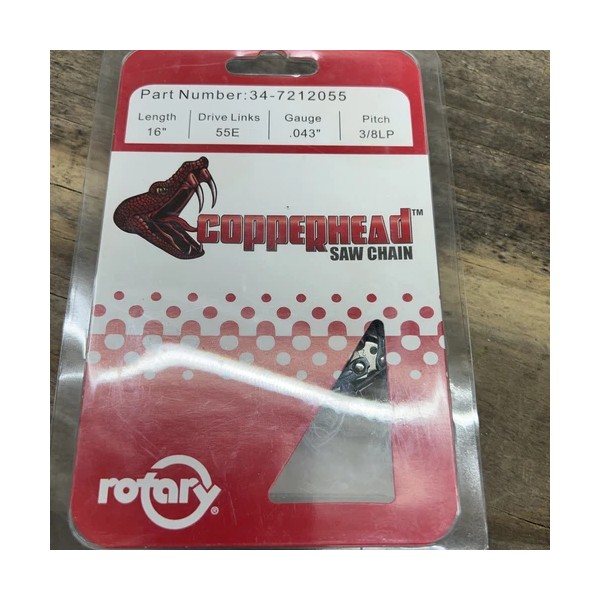 Part Number:34-7212055
Length Drive Links Gauge Pitch
16" 55E .043" 3/8LP
COPPERHEAD™
SAW CHAIN
rotary®